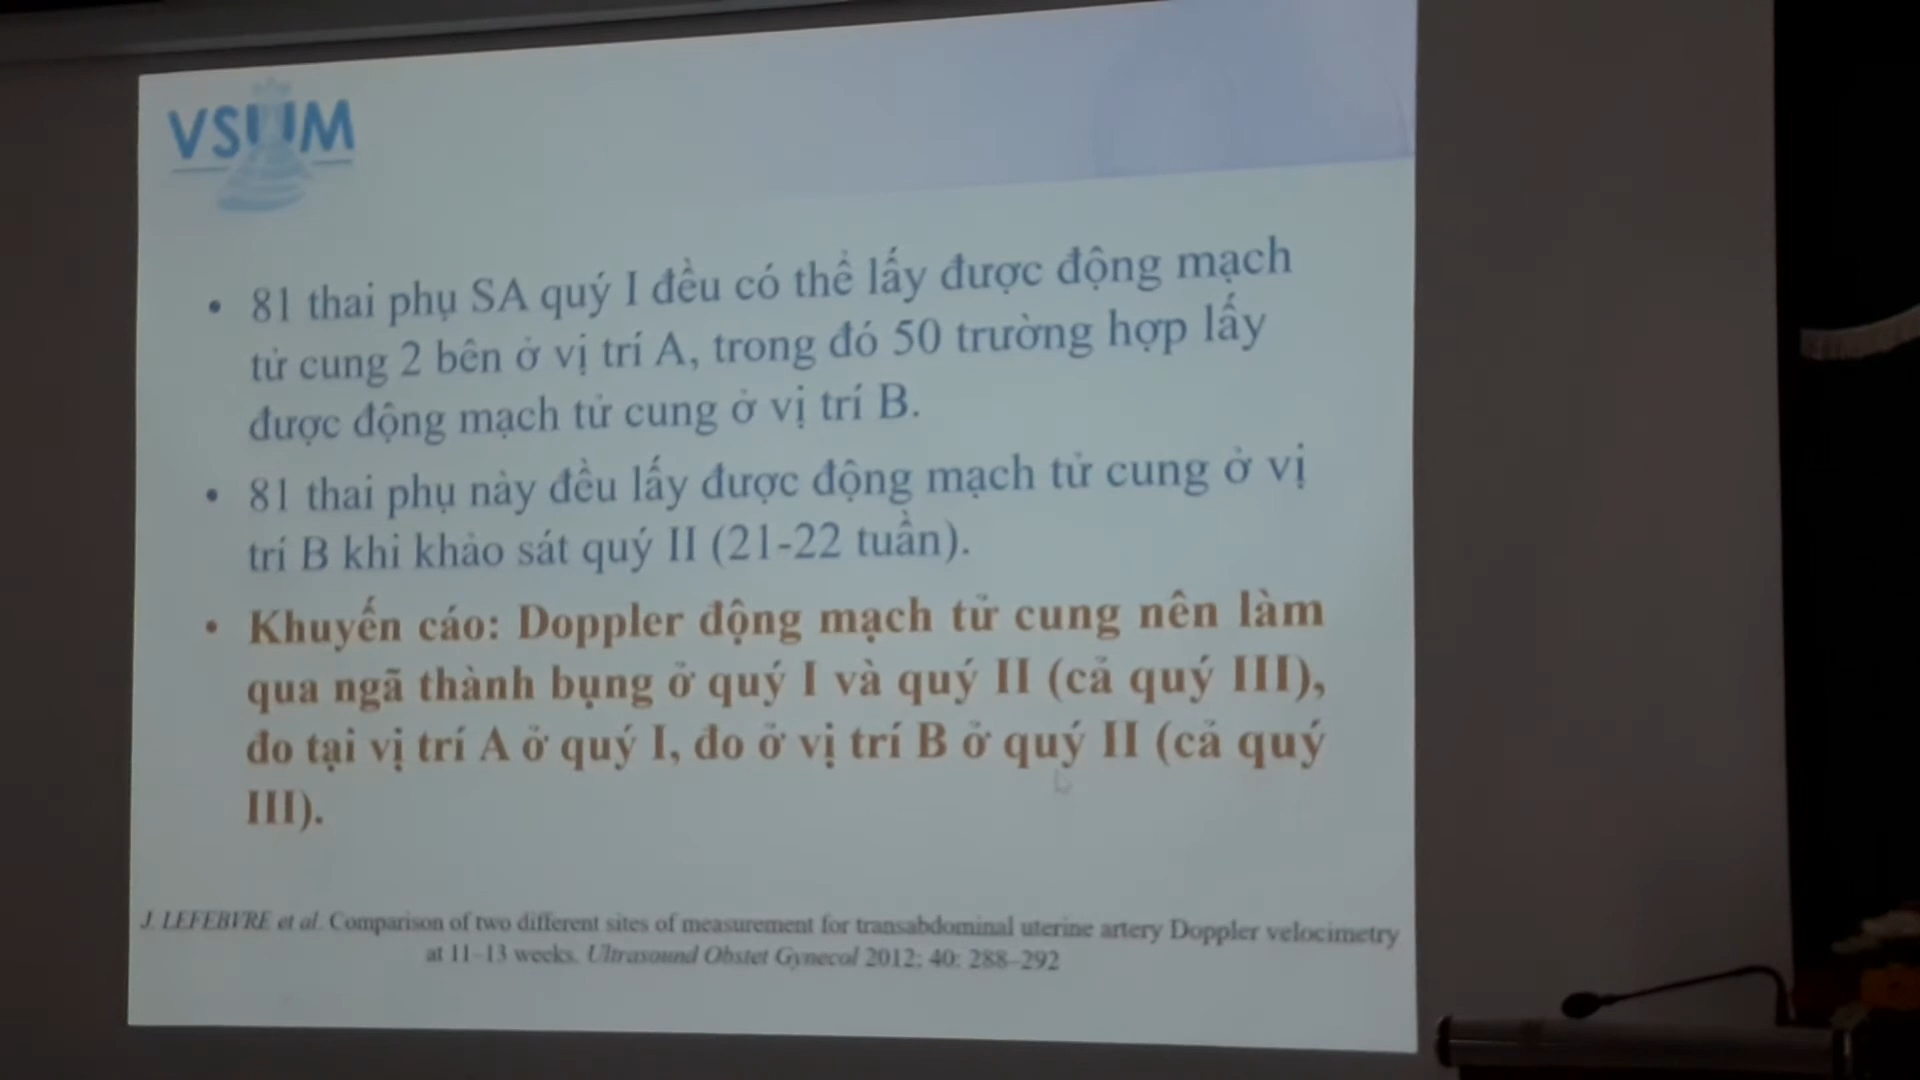 VSUM
• 81 thai phụ SA quý I đều có thể lấy được động mạch
tử cung 2 bên ở vị trí A, trong đó 50 trường hợp lấy
được động mạch tử cung ở vị trí B.
• 81 thai phụ này đều lấy được động mạch tử cung ở vị
trí B khi khảo sát quý II (21-22 tuần).
• Khuyến cáo: Doppler động mạch tử cung nên làm
qua ngã thành bụng ở quý I và quý II (cả quý III),
đo tại vị trí A ở quý I, đo ở vị trí B ở quý II (cả quý
III).
J. LEFEBVRE et al. Comparison of two different sites of measurement for transabdominal uterine artery Doppler velocimetry
at 11–13 weeks. Ultrasound Obstet Gynecol 2012; 40: 288–292